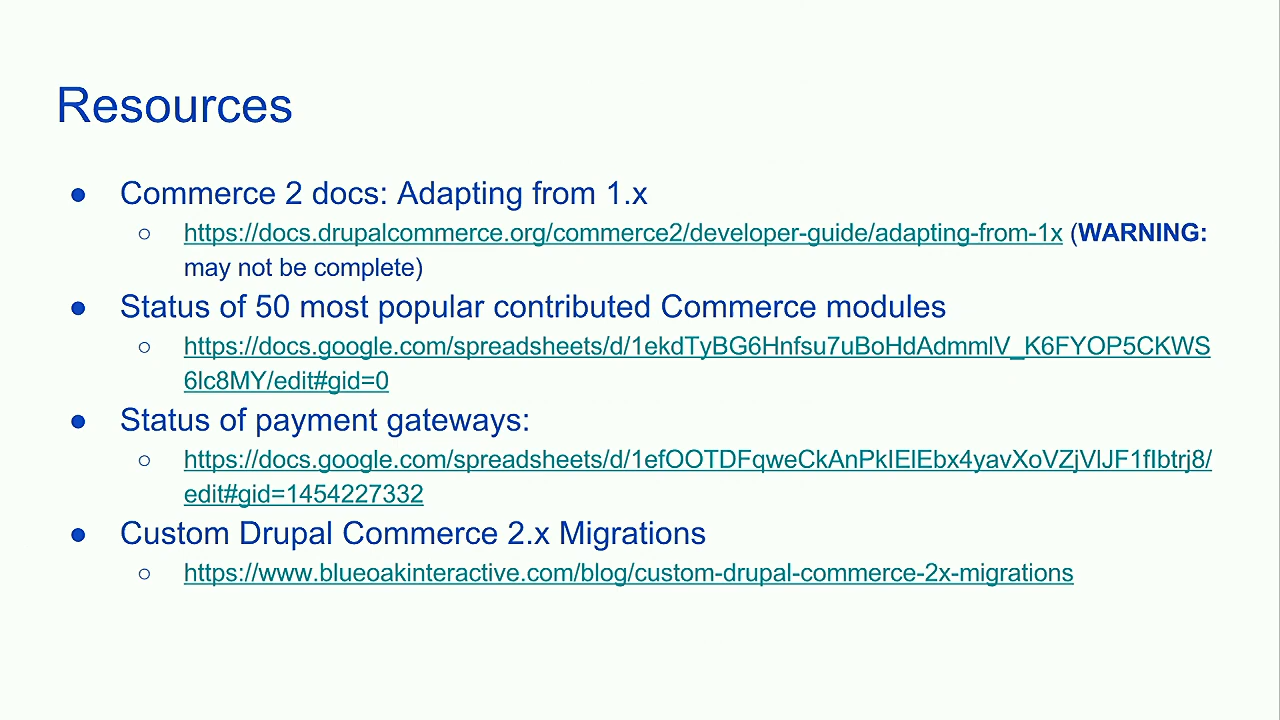 Resources
● Commerce 2 docs: Adapting from 1.x
○ https://docs.drupalcommerce.org/commerce2/developer-guide/adapting-from-1x (WARNING:
may not be complete)
● Status of 50 most popular contributed Commerce modules
○ https://docs.google.com/spreadsheets/d/1ekdTyBG6Hnfsu7uBoHdAdmmlV_K6FYOP5CKWS
6lc8MY/edit#gid=0
● Status of payment gateways:
○ https://docs.google.com/spreadsheets/d/1efOOTDFqweCkAnPkIElEbx4yavXoVZjVlJF1fIbtrj8/
edit#gid=1454227332
● Custom Drupal Commerce 2.x Migrations
○ https://www.blueoakinteractive.com/blog/custom-drupal-commerce-2x-migrations